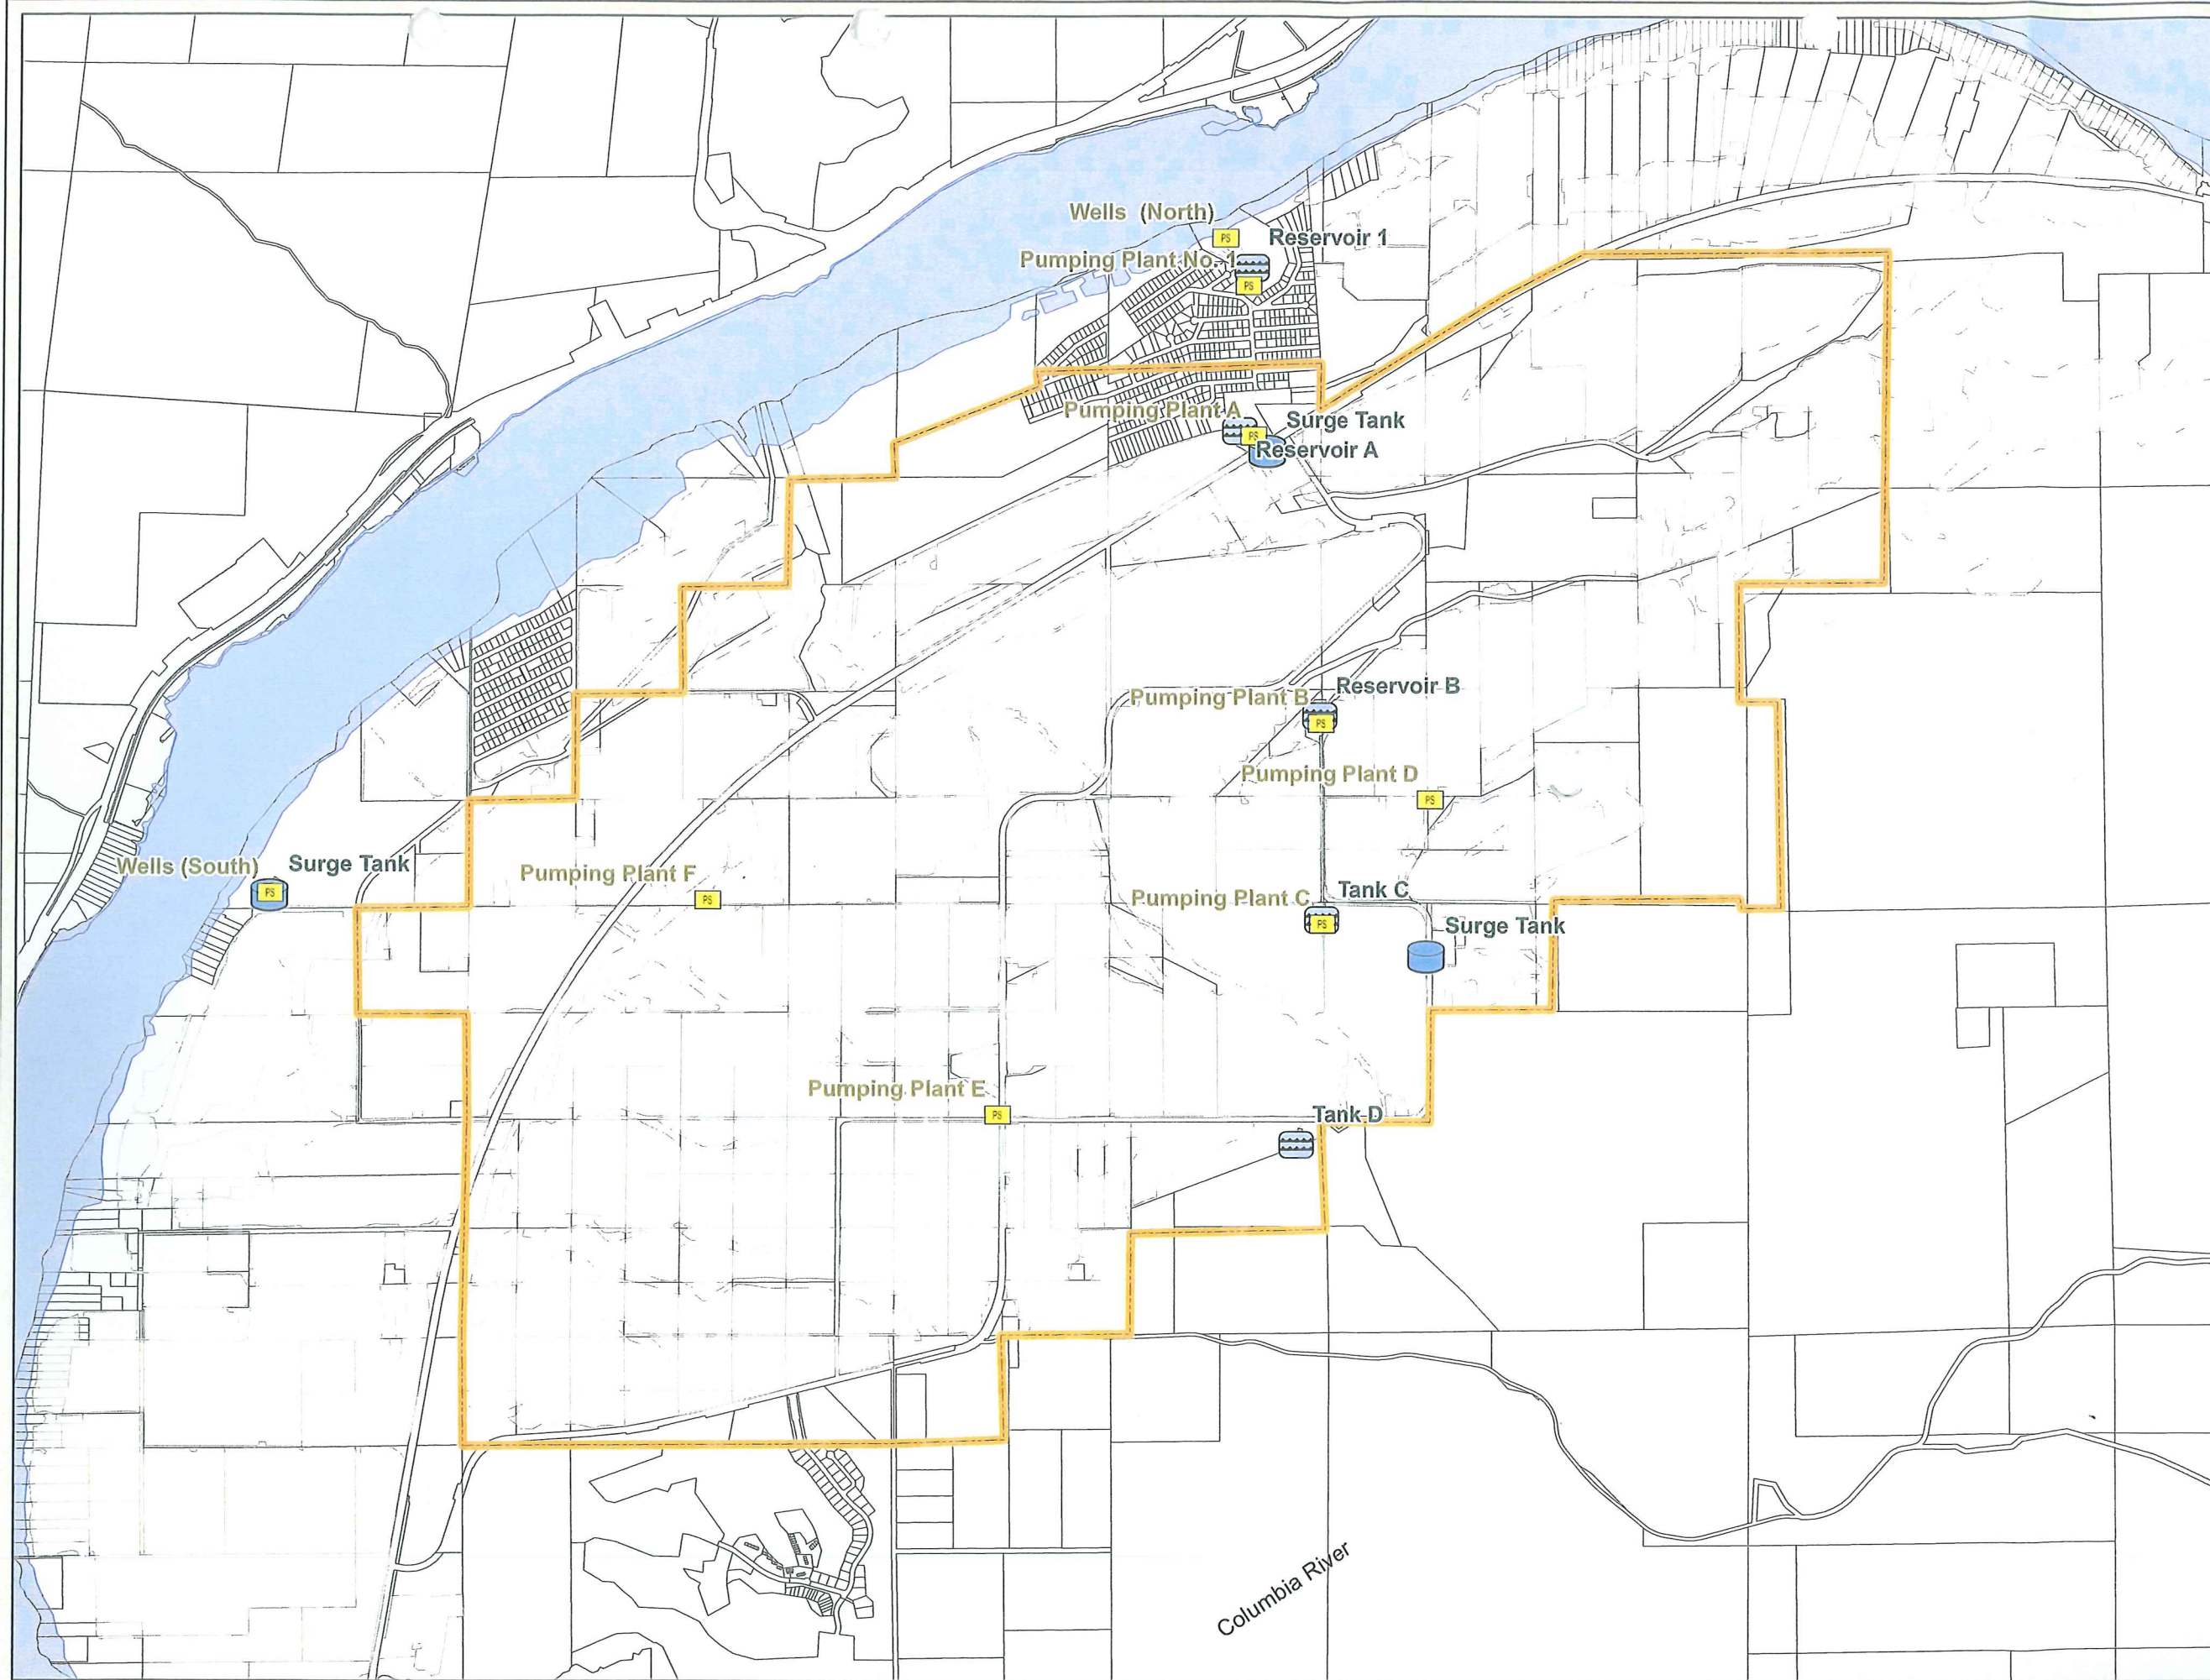 Wells (North)
PS
Reservoir 1
Pumping Plant No. 1
PS
Pumping Plant A
Surge Tank
PS
Reservoir A
Reservoir B
Pumping Plant B
PS
Pumping Plant D
PS
Wells (South)
Surge Tank
PS
Pumping Plant F
PS
Tank C
Pumping Plant C
PS
Surge Tank
Pumping Plant E
PS
Tank D
Columbia River